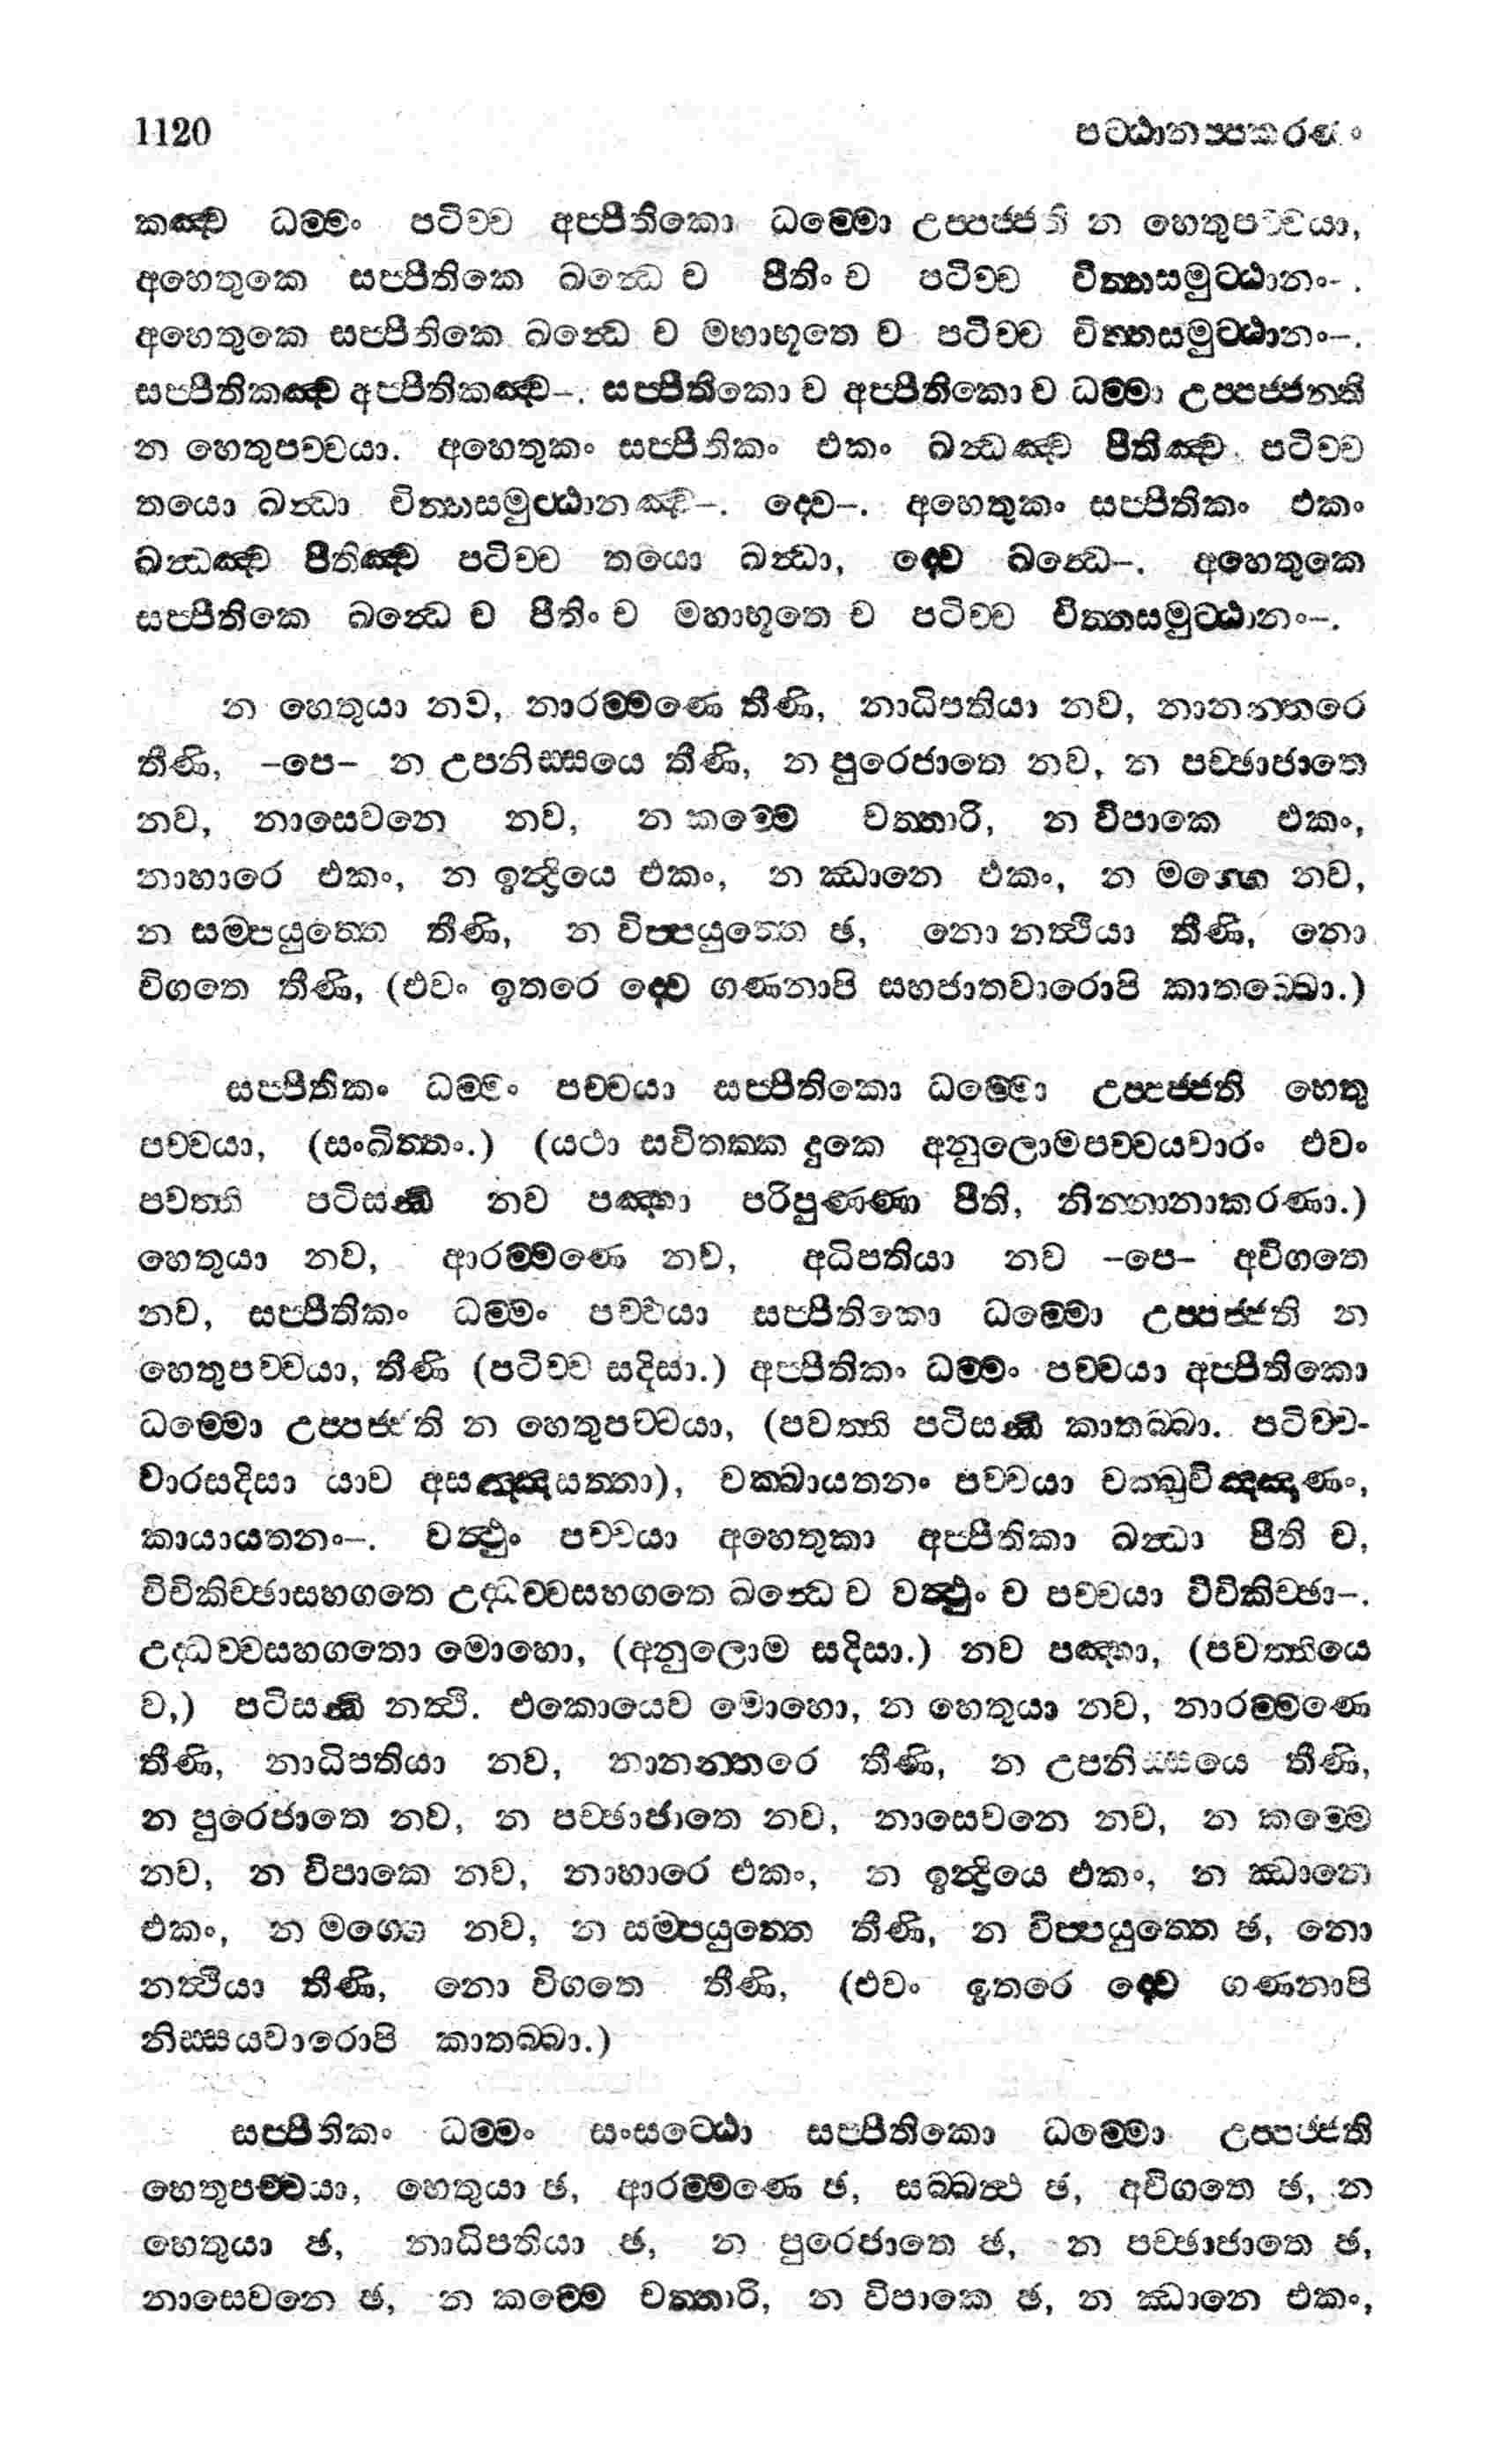 1120 පට්ඨානප්පකරණං
කඤ්ච ධම්මං පටිච්ච අප්පීතිකො ධම්මො උප්පජ්ජති න හෙතුපච්චයා,
අහෙතුකෙ සප්පීතිකෙ ඛන්ධෙ ච පීතිං ච පටිච්ච චිත්තසමුට්ඨානං-.
අහෙතුකෙ සප්පීතිකෙ ඛන්ධෙ ච මහාභූතෙ ච පටිච්ච චිත්තසමුට්ඨානං-.
සප්පීතිකඤ්ච අප්පීතිකඤ්ච-. සප්පීතිකො ච අප්පීතිකො ච ධම්මා උප්පජ්ජන්ති
න හෙතුපච්චයා. අහෙතුකං සප්පීතිකං එකං ඛන්ධඤ්ච පීතිඤ්ච පටිච්ච
තයො ඛන්ධා චිත්තසමුට්ඨානඤ්ච-. ද්වෙ-. අහෙතුකං සප්පීතිකං එකං
ඛන්ධඤ්ච පීතිඤ්ච පටිච්ච තයො ඛන්ධා, ද්වෙ ඛන්ධෙ-. අහෙතුකෙ
සප්පීතිකෙ ඛන්ධෙ ච පීතිං ච මහාභූතෙ ච පටිච්ච චිත්තසමුට්ඨානං-.
න හෙතුයා නව, නාරම්මණෙ තීණි, නාධිපතියා නව, නානන්තරෙ
තීණි, -පෙ- න උපනිස්සයෙ තීණි, න පුරෙජාතෙ නව, න පච්ඡාජාතෙ
නව, නාසෙවනෙ නව, න කම්මෙ චත්තාරි, න විපාකෙ එකං,
නාහාරෙ එකං, න ඉන්ද්‍රියෙ එකං, න ඣානෙ එකං, න මග්ගෙ නව,
න සම්පයුත්තෙ තීණි, න විප්පයුත්තෙ ඡ, නො නත්ථියා තීණි, නො
විගතෙ තීණි, (එවං ඉතරෙ ද්වෙ ගණනාපි සහජාතවාරොපි කාතබ්බා.)
සප්පීතිකං ධම්මං පච්චයා සප්පීතිකො ධම්මො උප්පජ්ජති හෙතු
පච්චයා, (සංඛිත්තං.) (යථා සවිතක්ක දුකෙ අනුලොමපච්චයවාරං එවං
පවත්ති පටිසන්ධි නව පඤ්හා පරිපුණ්ණා පීති, නින්නානාකරණා.)
හෙතුයා නව, ආරම්මණෙ නව, අධිපතියා නව -පෙ- අවිගතෙ
නව, සප්පීතිකං ධම්මං පච්චයා සප්පීතිකො ධම්මො උප්පජ්ජති න
හෙතුපච්චයා, තීණි (පටිච්ච සදිසා.) අප්පීතිකං ධම්මං පච්චයා අප්පීතිකො
ධම්මො උප්පජ්ජති න හෙතුපච්චයා, (පවත්ති පටිසන්ධි කාතබ්බා. පටිච්ච-
වාරසදිසා යාව අසඤ්ඤසත්තා), චක්ඛායතනං පච්චයා චක්ඛුවිඤ්ඤණං,
කායායතනං-. වත්ථුං පච්චයා අහෙතුකා අප්පීතිකා ඛන්ධා පීති ච,
විචිකිච්ඡාසහගතෙ උද්ධච්චසහගතෙ ඛන්ධෙ ච වත්ථුං ච පච්චයා විචිකිච්ඡා-.
උද්ධච්චසහගතො මොහො, (අනුලොම සදිසා.) නව පඤ්හා, (පවත්තියෙ
ව,) පටිසන්ධි නත්ථි. එකොයෙව මොහො, න හෙතුයා නව, නාරම්මණෙ
තීණි, නාධිපතියා නව, නානන්තරෙ තීණි, න උපනිස්සයෙ තීණි,
න පුරෙජාතෙ නව, න පච්ඡාජාතෙ නව, නාසෙවනෙ නව, න කම්මෙ
නව, න විපාකෙ නව, නාහාරෙ එකං, න ඉන්ද්‍රියෙ එකං, න ඣානෙ
එකං, න මග්ගෙ නව, න සම්පයුත්තෙ තීණි, න විප්පයුත්තෙ ඡ, නො
නත්ථියා තීණි, නො විගතෙ තීණි, (එවං ඉතරෙ ද්වෙ ගණනාපි
නිස්සයවාරොපි කාතබ්බා.)
සප්පීතිකං ධම්මං සංසට්ඨො සප්පීතිකො ධම්මො උප්පජ්ජති
හෙතුපච්චයා, හෙතුයා ඡ, ආරම්මණෙ ඡ, සබ්බත්ථ ඡ, අවිගතෙ ඡ, න
හෙතුයා ඡ, නාධිපතියා ඡ, න පුරෙජාතෙ ඡ, න පච්ඡාජාතෙ ඡ,
නාසෙවනෙ ඡ, න කම්මෙ චත්තාරි, න විපාකෙ ඡ, න ඣානෙ එකං,